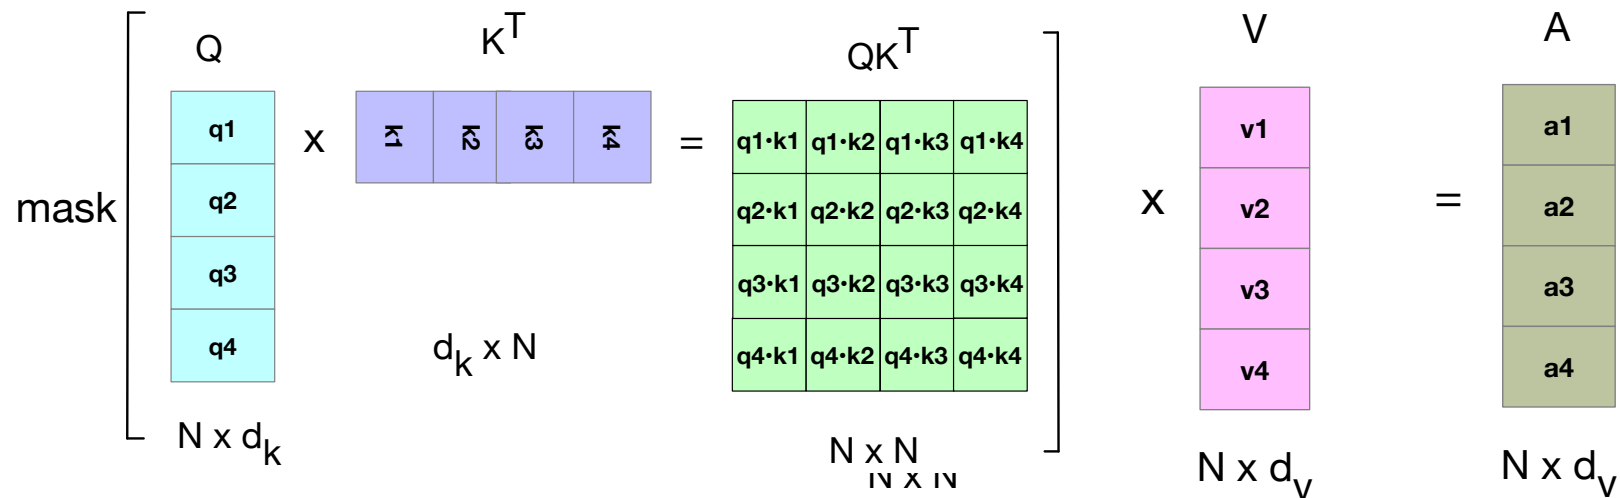 Q
K^T
QK^T
V
A
mask
q1
q2
q3
q4
x
k1
k2
k3
k4
=
q1•k1 q1•k2 q1•k3 q1•k4
q2•k1 q2•k2 q2•k3 q2•k4
q3•k1 q3•k2 q3•k3 q3•k4
q4•k1 q4•k2 q4•k3 q4•k4
x
v1
v2
v3
v4
=
a1
a2
a3
a4
N x d_k
d_k x N
N x N
N x N
N x d_v
N x d_v